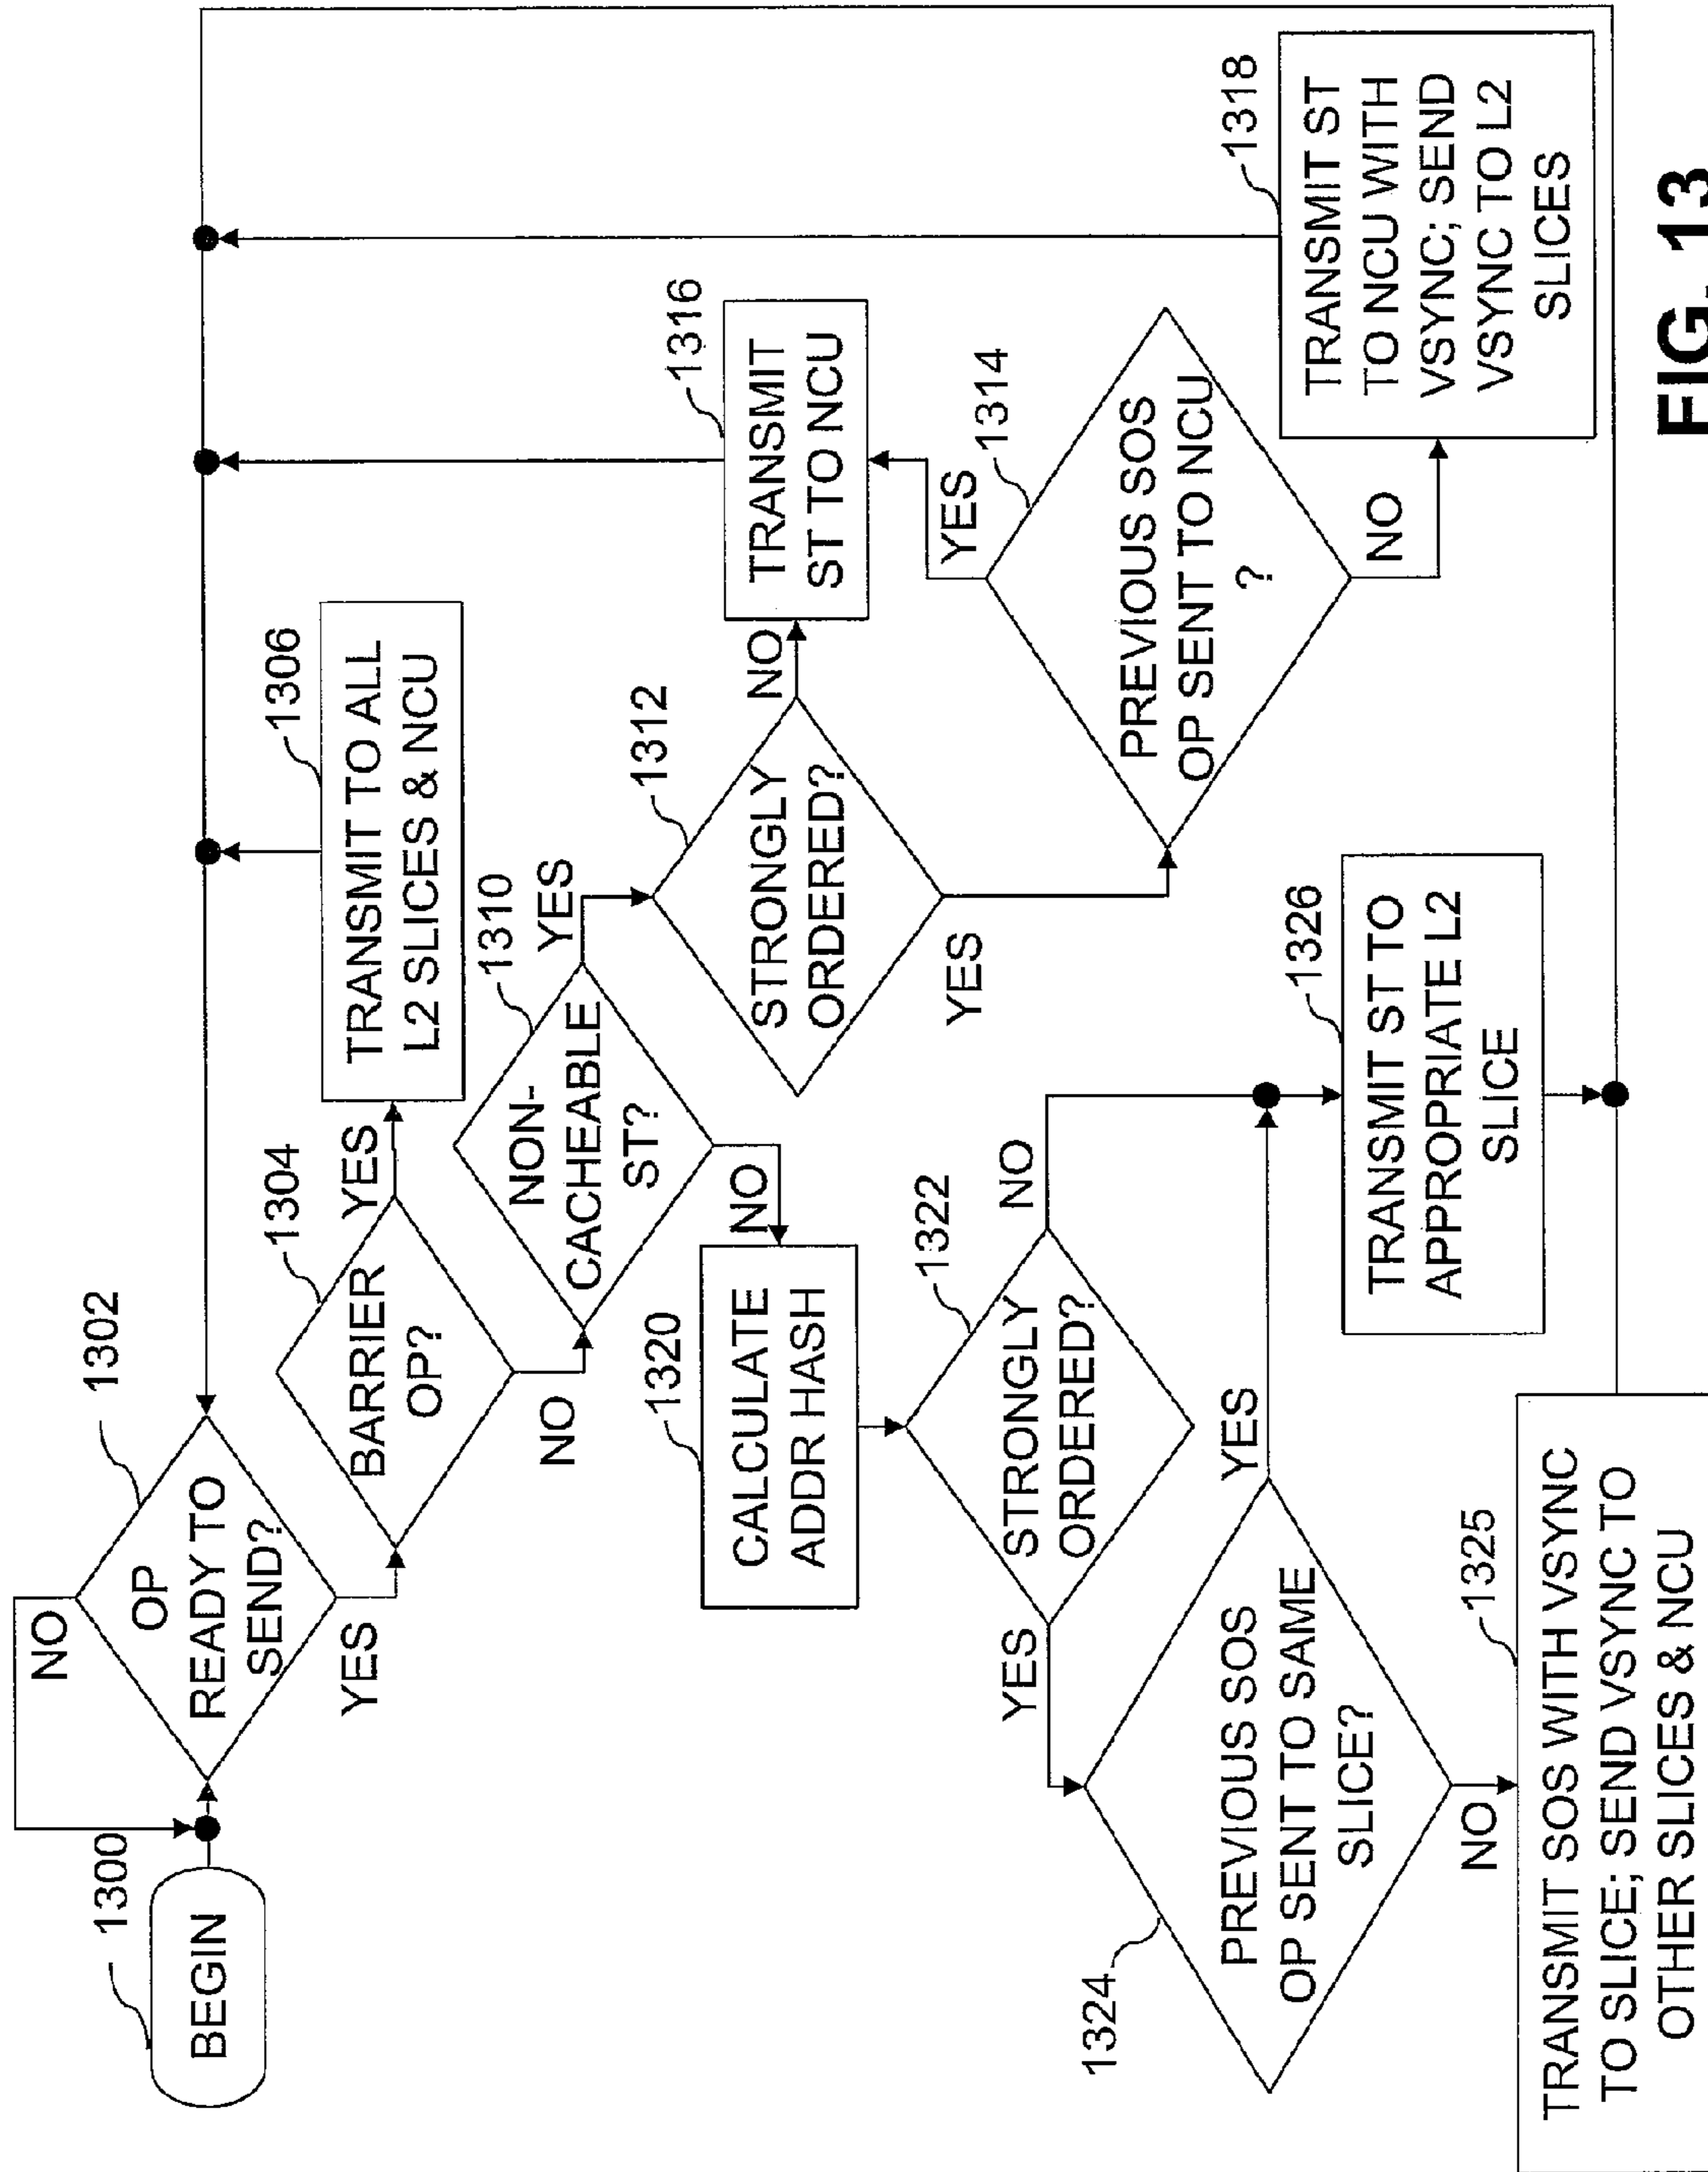 1300
BEGIN
NO
1302
OP
READY TO
SEND?
YES
1304
BARRIER
OP?
YES
NO
1306
TRANSMIT TO ALL
L2 SLICES & NCU
1310
NON-
CACHEABLE
ST?
YES
NO
1312
STRONGLY
ORDERED?
NO
YES
1316
TRANSMIT
ST TO NCU
1314
PREVIOUS SOS
OP SENT TO NCU
?
YES
NO
1318
TRANSMIT ST
TO NCU WITH
VSYNC; SEND
VSYNC TO L2
SLICES
1320
CALCULATE
ADDR HASH
1322
STRONGLY
ORDERED?
NO
YES
1324
PREVIOUS SOS
OP SENT TO SAME
SLICE?
YES
NO
1325
TRANSMIT SOS WITH VSYNC
TO SLICE; SEND VSYNC TO
OTHER SLICES & NCU
1326
TRANSMIT ST TO
APPROPRIATE L2
SLICE
FIG. 13